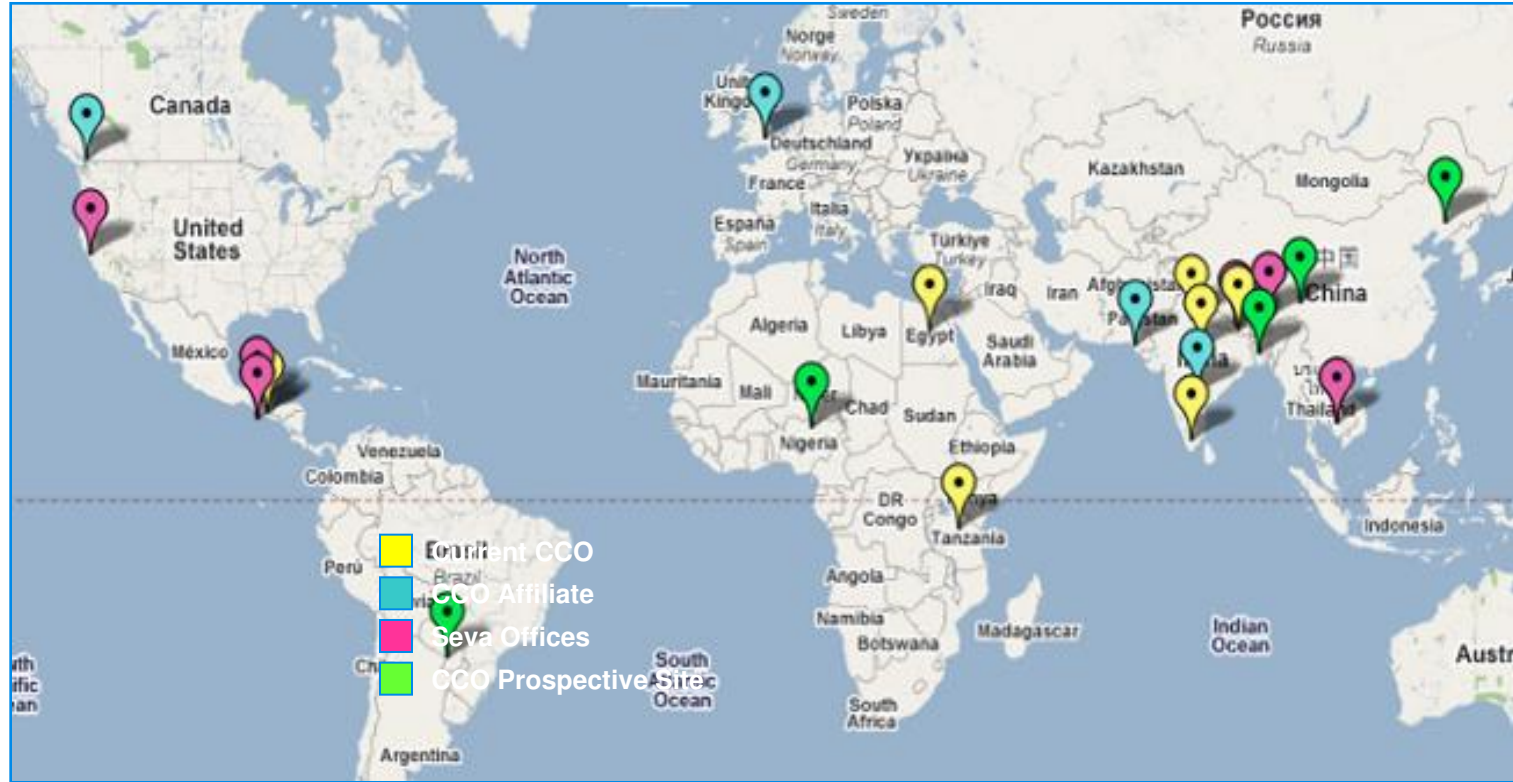 Sweden
Norge
Norway
Россия
Russia
Canada
Polska
Poland
Deutschland
Germany
Україна
Ukraine
Kazakhstan
Mongolia
France
Italia
Italy
España
Spain
United
States
North
Atlantic
Ocean
Türkiye
Turkey
Iraq
Iran
中国
China
Algeria
Libya
Egypt
Saudi
Arabia
México
Mauritania
Mali
Chad
Sudan
Thailand
Nigeria
Ethiopia
Venezuela
Colombia
DR
Congo
Tanzania
Indonesia
Perú
Brazil
Current CCO
CCO Affiliate
Seva Offices
CCO Prospective Site
Angola
Namibia
Botswana
Madagascar
Indian
Ocean
South
Ocean
South
Africa
Austr
Argentina